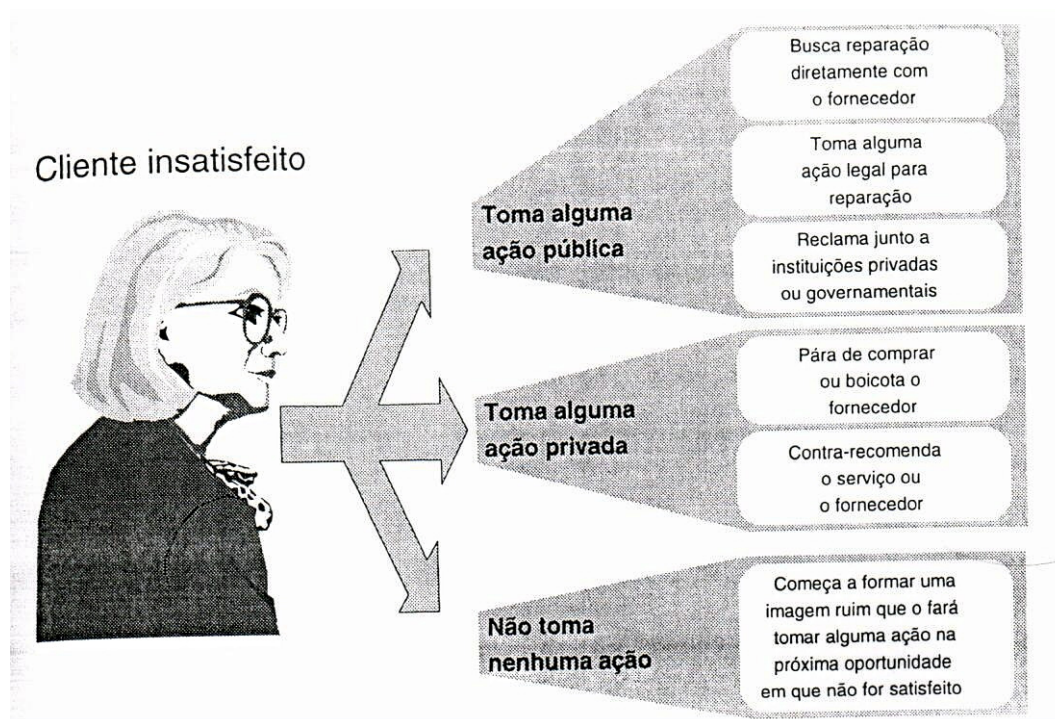 Cliente insatisfeito
Toma alguma
ação pública
Busca reparação
diretamente com
o fornecedor
Toma alguma
ação legal para
reparação
Reclama junto a
instituições privadas
ou governamentais
Toma alguma
ação privada
Pára de comprar
ou boicota o
fornecedor
Contra-recomenda
o serviço ou
o fornecedor
Não toma
nenhuma ação
Começa a formar uma
imagem ruim que o fará
tomar alguma ação na
próxima oportunidade
em que não for satisfeito